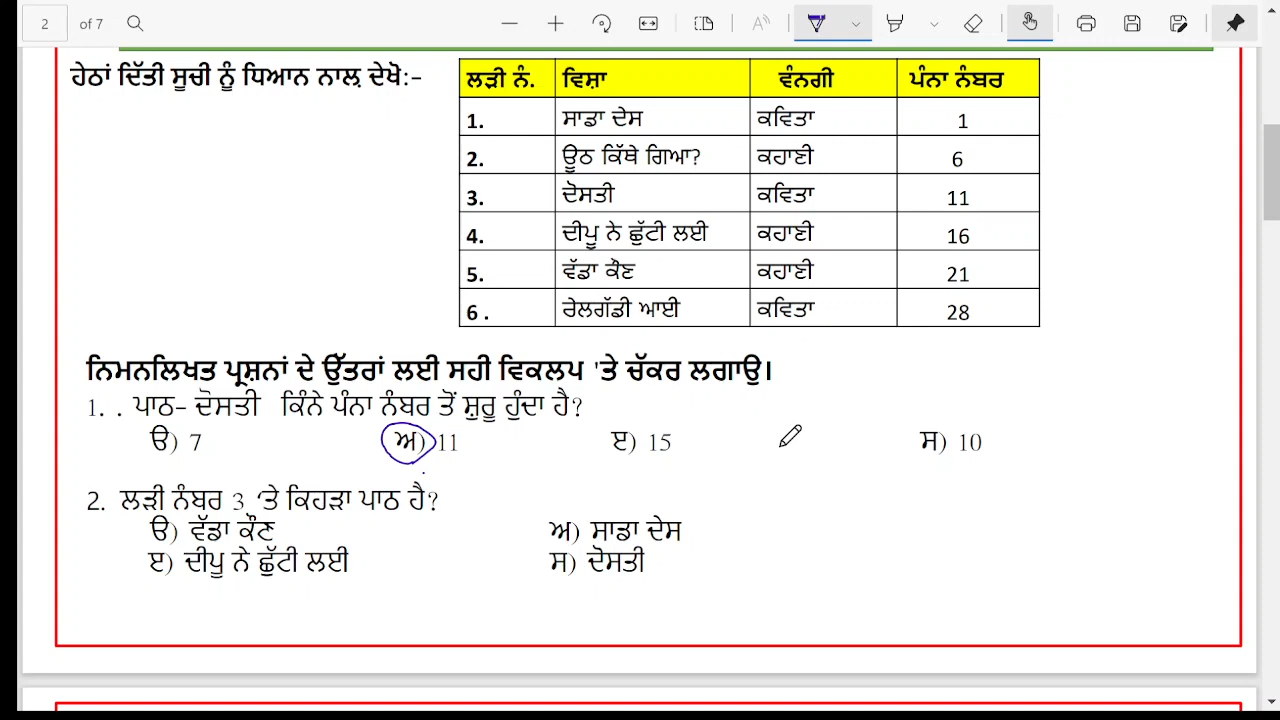 2 of 7
ਹੇਠਾਂ ਦਿੱਤੀ ਸੂਚੀ ਨੂੰ ਧਿਆਨ ਨਾਲ਼ ਦੇਖੋ:-
ਲੜੀ ਨੰ. ਵਿਸ਼ਾ ਵੰਨਗੀ ਪੰਨਾ ਨੰਬਰ
1. ਸਾਡਾ ਦੇਸ ਕਵਿਤਾ 1
2. ਊਠ ਕਿੱਥੇ ਗਿਆ? ਕਹਾਣੀ 6
3. ਦੋਸਤੀ ਕਵਿਤਾ 11
4. ਦੀਪੂ ਨੇ ਛੁੱਟੀ ਲਈ ਕਹਾਣੀ 16
5. ਵੱਡਾ ਕੌਣ ਕਹਾਣੀ 21
6 . ਰੇਲਗੱਡੀ ਆਈ ਕਵਿਤਾ 28
ਨਿਮਨਲਿਖਤ ਪ੍ਰਸ਼ਨਾਂ ਦੇ ਉੱਤਰਾਂ ਲਈ ਸਹੀ ਵਿਕਲਪ 'ਤੇ ਚੱਕਰ ਲਗਾਉ।
1. . ਪਾਠ- ਦੋਸਤੀ ਕਿੰਨੇ ਪੰਨਾ ਨੰਬਰ ਤੋਂ ਸ਼ੁਰੂ ਹੁੰਦਾ ਹੈ?
ੳ) 7 ਅ) 11 ੲ) 15 ਸ) 10
2. ਲੜੀ ਨੰਬਰ 3 ‘ਤੇ ਕਿਹੜਾ ਪਾਠ ਹੈ?
ੳ) ਵੱਡਾ ਕੌਣ ਅ) ਸਾਡਾ ਦੇਸ
ੲ) ਦੀਪੂ ਨੇ ਛੁੱਟੀ ਲਈ ਸ) ਦੋਸਤੀ